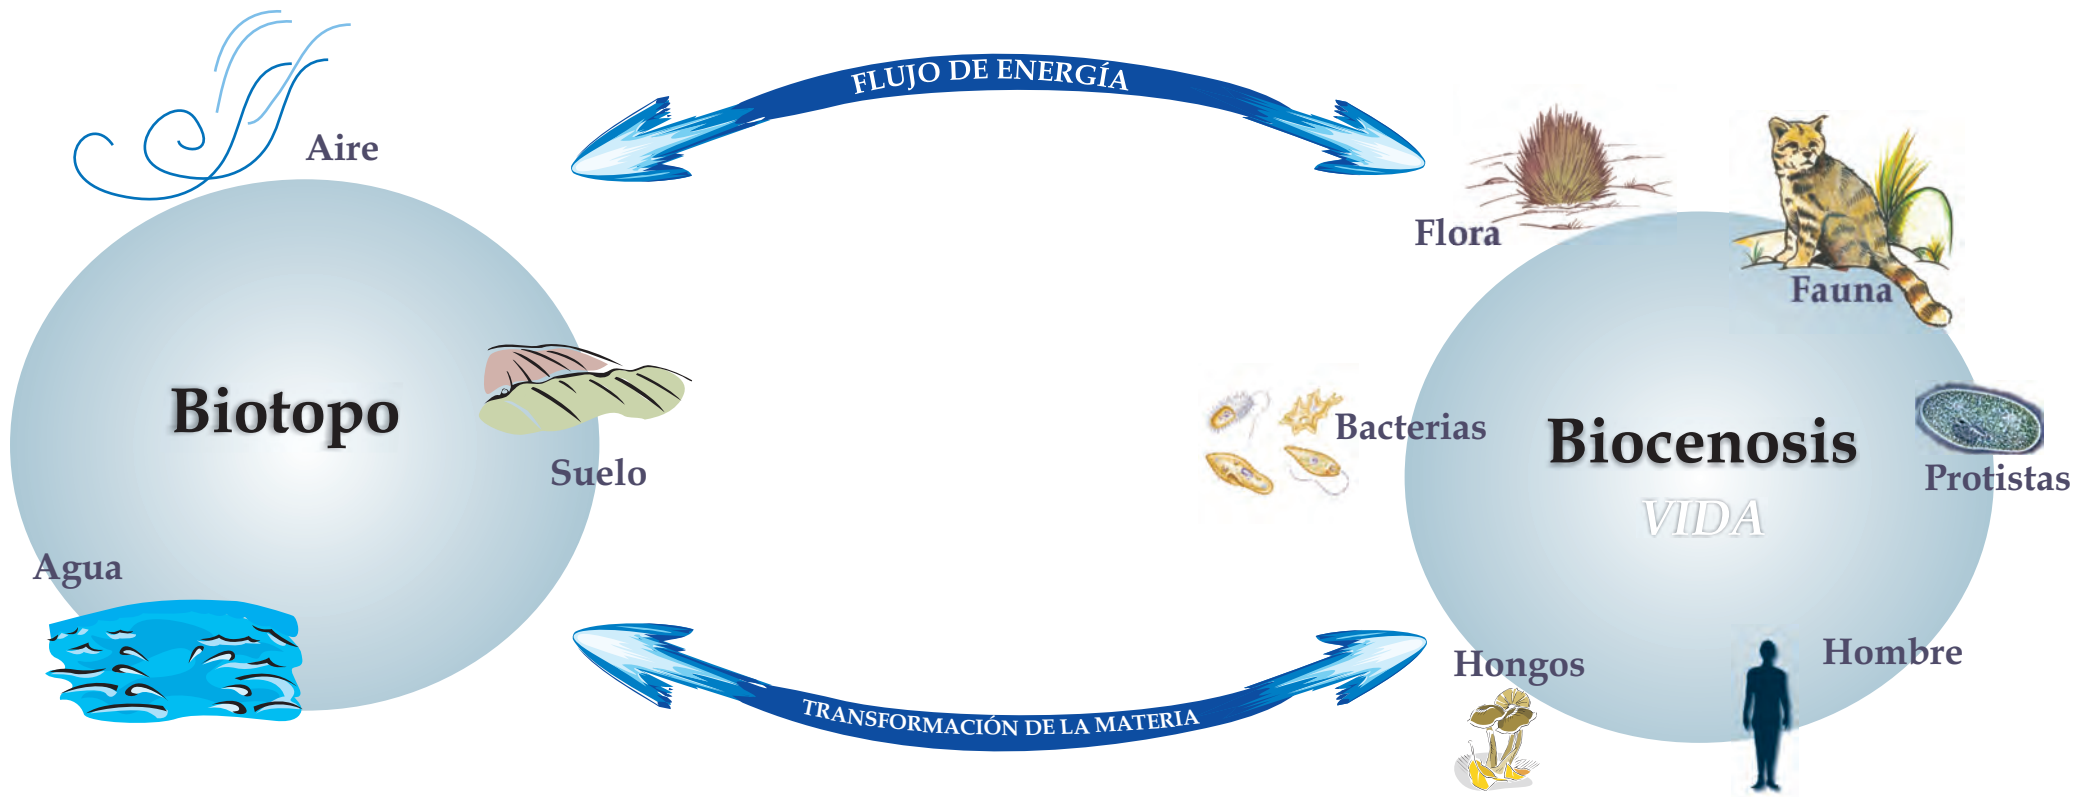 FLUJO DE ENERGÍA
Aire
Biotopo
Suelo
Agua
Flora
Fauna
Bacterias
Biocenosis
VIDA
Protistas
Hongos
Hombre
TRANSFORMACIÓN DE LA MATERIA